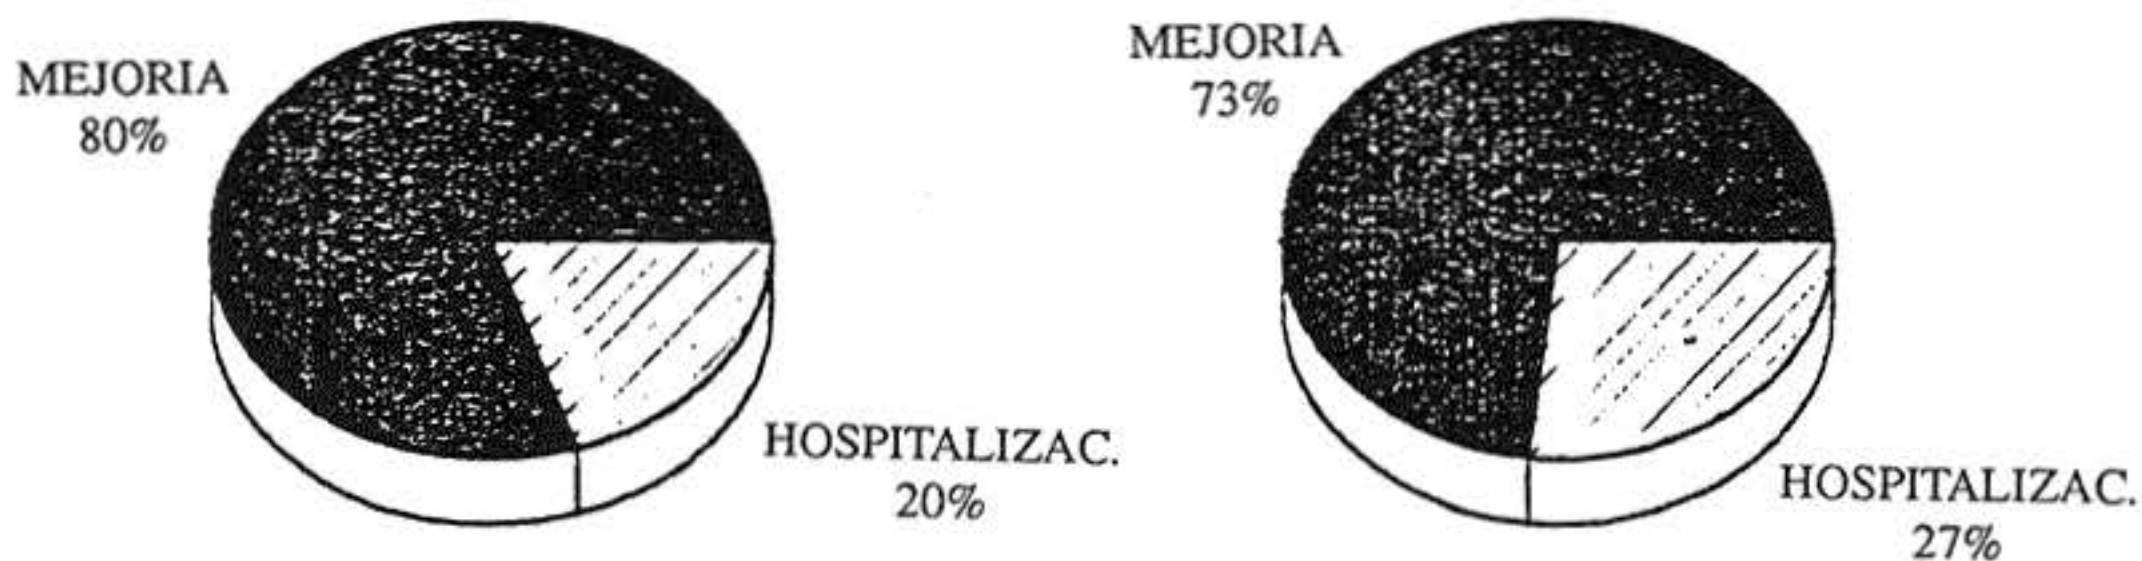 MEJORIA
80%
HOSPITALIZAC.
20%
MEJORIA
73%
HOSPITALIZAC.
27%